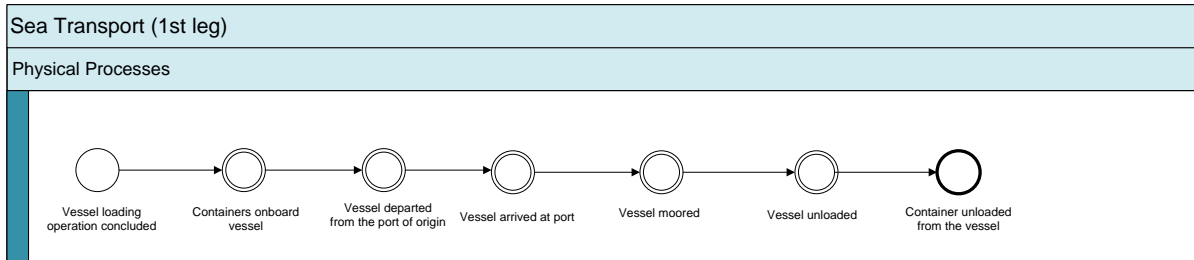 Sea Transport (1st leg)
Physical Processes
Vessel loading
operation concluded
Containers onboard
vessel
Vessel departed
from the port of origin
Vessel arrived at port
Vessel moored
Vessel unloaded
Container unloaded
from the vessel